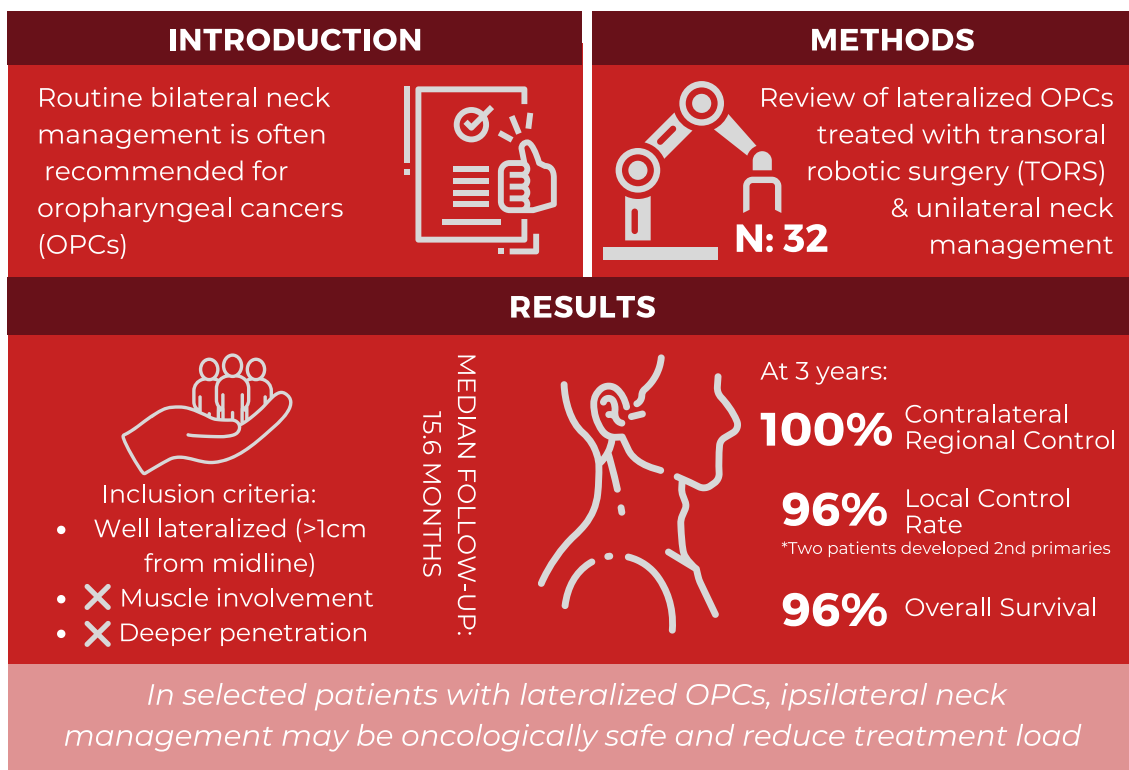 INTRODUCTION
Routine bilateral neck
management is often
recommended for
oropharyngeal cancers
(OPCs)
METHODS
Review of lateralized OPCs
treated with transoral
robotic surgery (TORS)
& unilateral neck
management
N: 32
RESULTS
Inclusion criteria:
• Well lateralized (>1cm
from midline)
• ✕ Muscle involvement
• ✕ Deeper penetration
MEDIAN FOLLOW-UP:
15.6 MONTHS
At 3 years:
100% Contralateral
Regional Control
96% Local Control
Rate
*Two patients developed 2nd primaries
96% Overall Survival
In selected patients with lateralized OPCs, ipsilateral neck
management may be oncologically safe and reduce treatment load